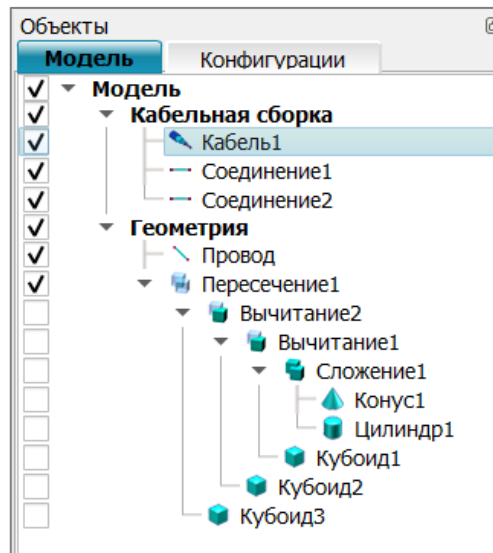 Объекты
Модель Конфигурации
Модель
Кабельная сборка
Кабель1
Соединение1
Соединение2
Геометрия
Провод
Пересечение1
Вычитание2
Вычитание1
Сложение1
Конус1
Цилиндр1
Кубоид1
Кубоид2
Кубоид3